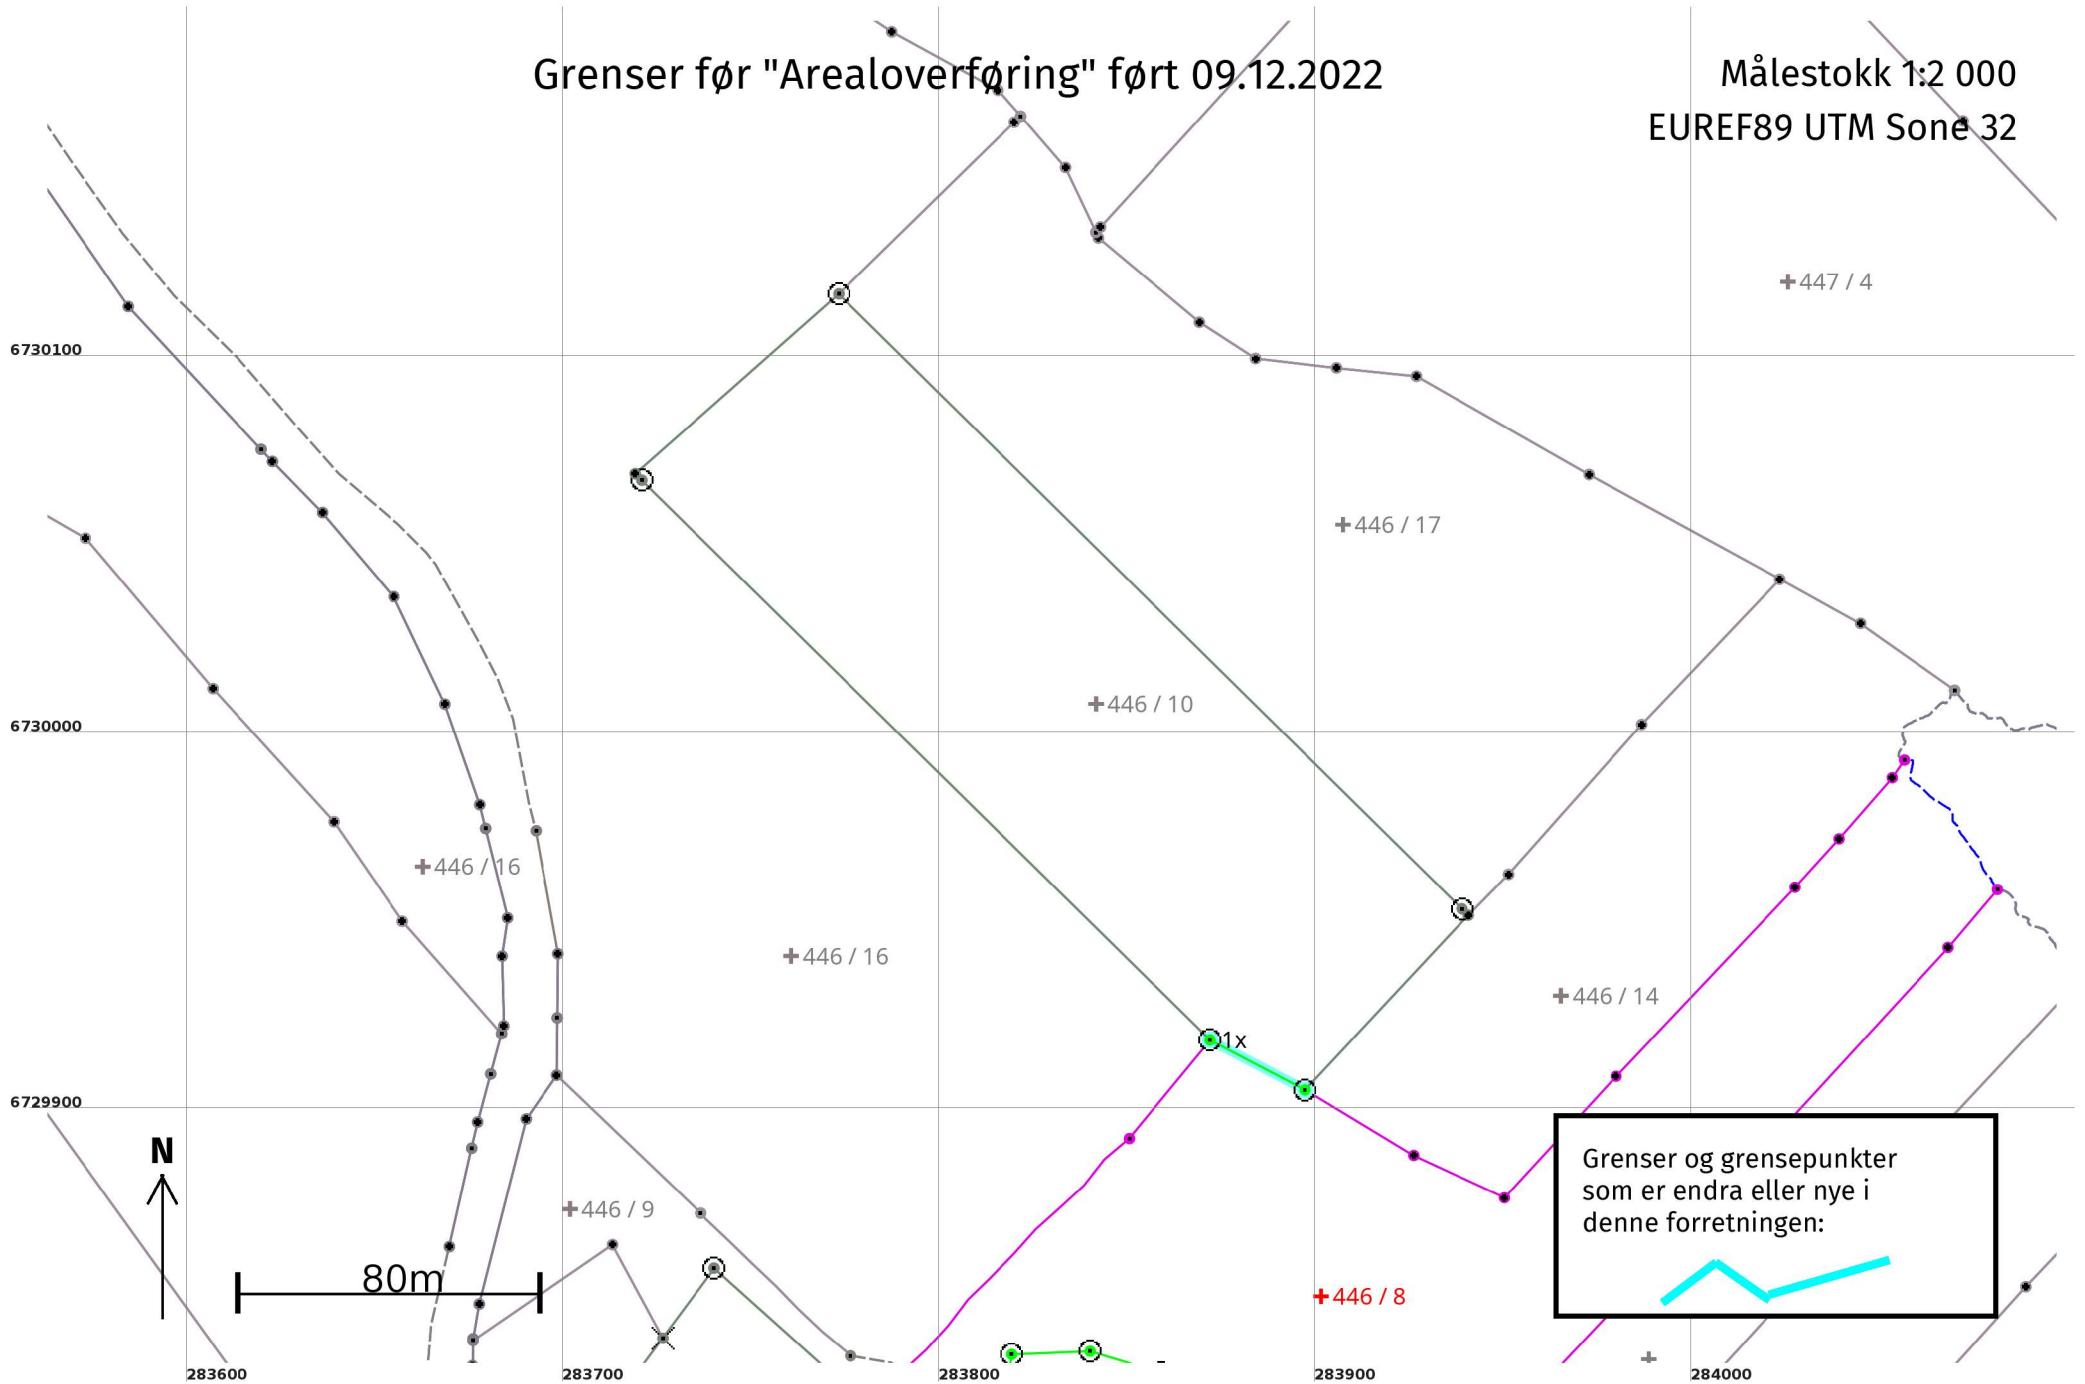 Grenser før "Arealoverføring" ført 09.12.2022
Målestokk 1:2 000
EUREF89 UTM Sone 32
447 / 4
6730100
446 / 17
446 / 10
6730000
446 / 16
446 / 16
446 / 14
1x
6729900
N
446 / 9
80m
446 / 8
Grenser og grensepunkter
som er endra eller nye i
denne forretningen:
283600
283700
283800
283900
284000